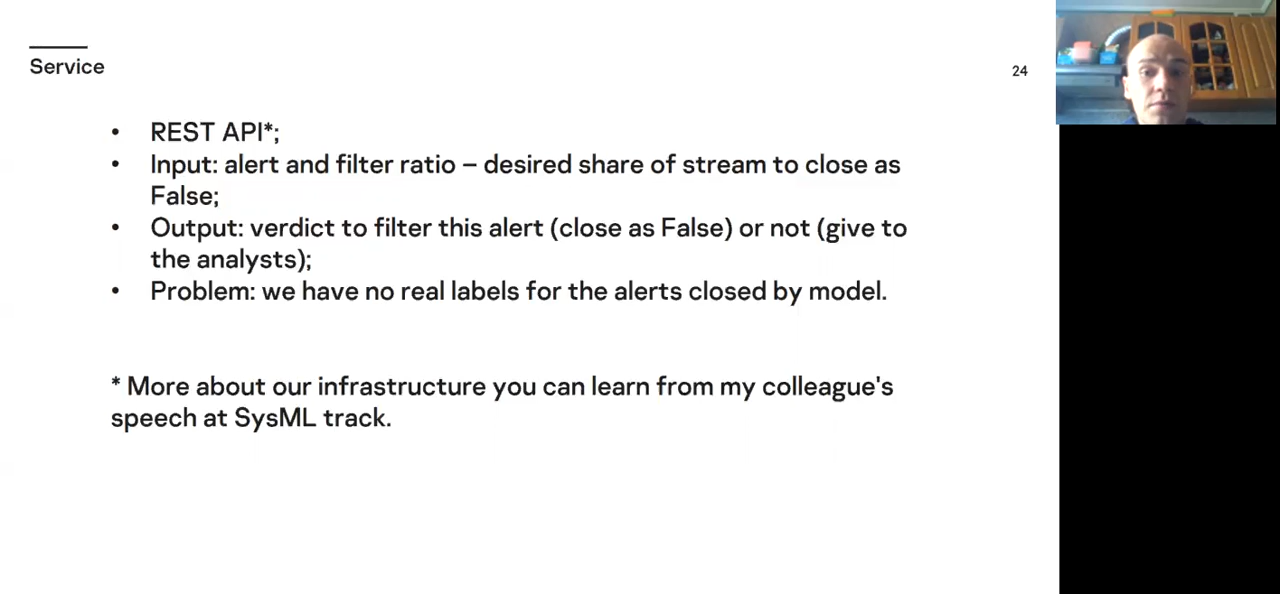 Service
24
• REST API*;
• Input: alert and filter ratio – desired share of stream to close as
False;
• Output: verdict to filter this alert (close as False) or not (give to
the analysts);
• Problem: we have no real labels for the alerts closed by model.
* More about our infrastructure you can learn from my colleague's
speech at SysML track.